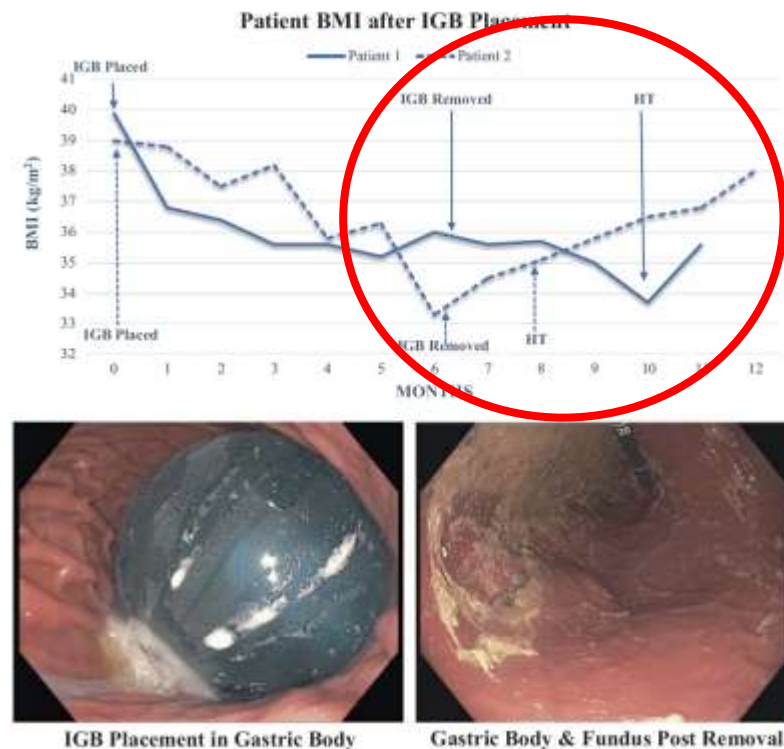 Patient BMI after IGB Placement
Patient 1 Patient 2
IGB Placed
IGB Removed
HT
41
40
39
38
37
36
35
34
33
32
BMI (kg/m²)
IGB Placed
IGB Removed
HT
0 1 2 3 4 5 6 7 8 9 10 12
MONTHS
IGB Placement in Gastric Body
Gastric Body & Fundus Post Removal